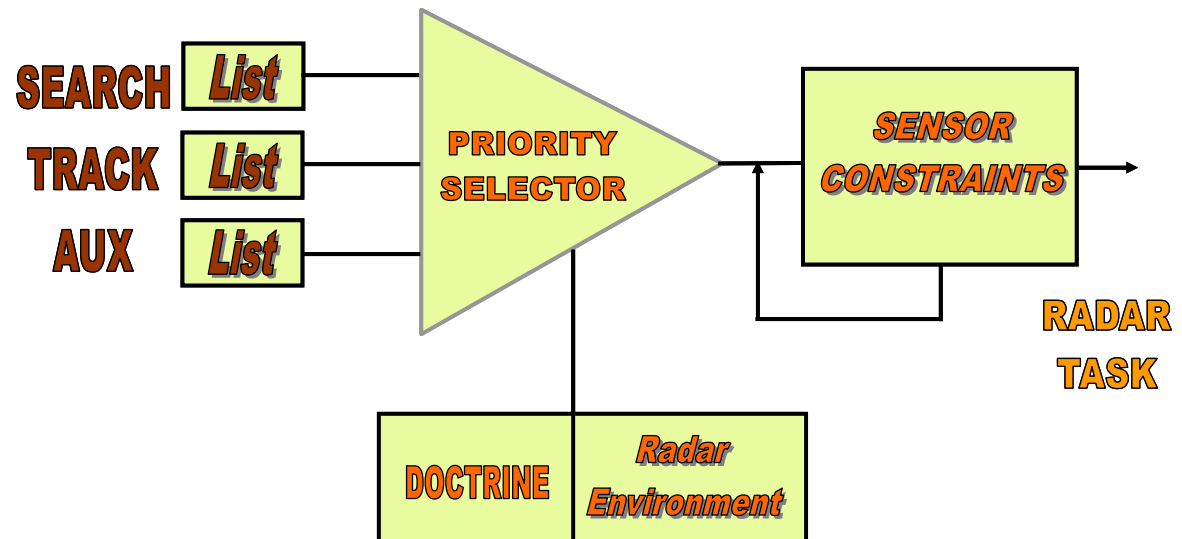 SEARCH
List
TRACK
List
AUX
List
PRIORITY
SELECTOR
SENSOR
CONSTRAINTS
RADAR
TASK
DOCTRINE
Radar
Environment